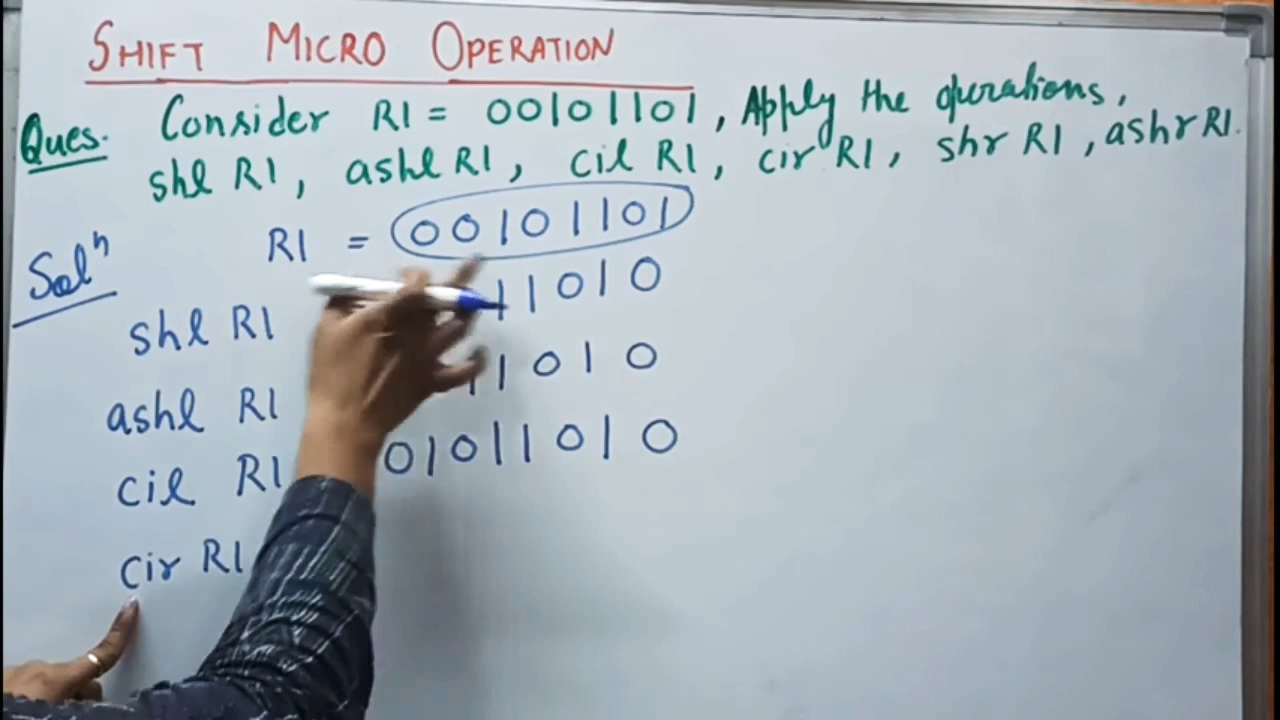 SHIFT MICRO OPERATION
Ques. Consider R1 = 00101101, Apply the operations,
shl R1, ashl R1, cil R1, cir R1, shr R1, ashr R1.
Solⁿ R1 = 00101101
shl R1 11010
ashl R1 11010
cil R1 01011010
cir R1